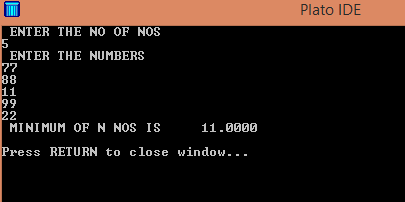 Plato IDE
ENTER THE NO OF NOS
5
ENTER THE NUMBERS
77
88
11
99
22
MINIMUM OF N NOS IS     11.0000
Press RETURN to close window...